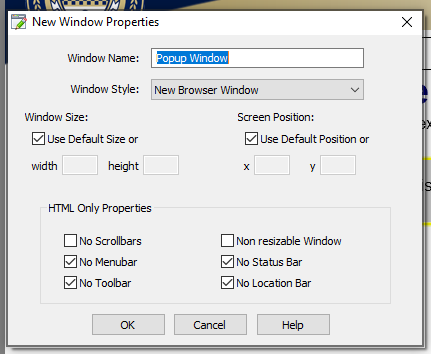 New Window Properties
Window Name: Popup Window
Window Style: New Browser Window
Window Size: Screen Position:
Use Default Size or Use Default Position or
width height x y
HTML Only Properties
No Scrollbars Non resizable Window
No Menubar No Status Bar
No Toolbar No Location Bar
OK Cancel Help